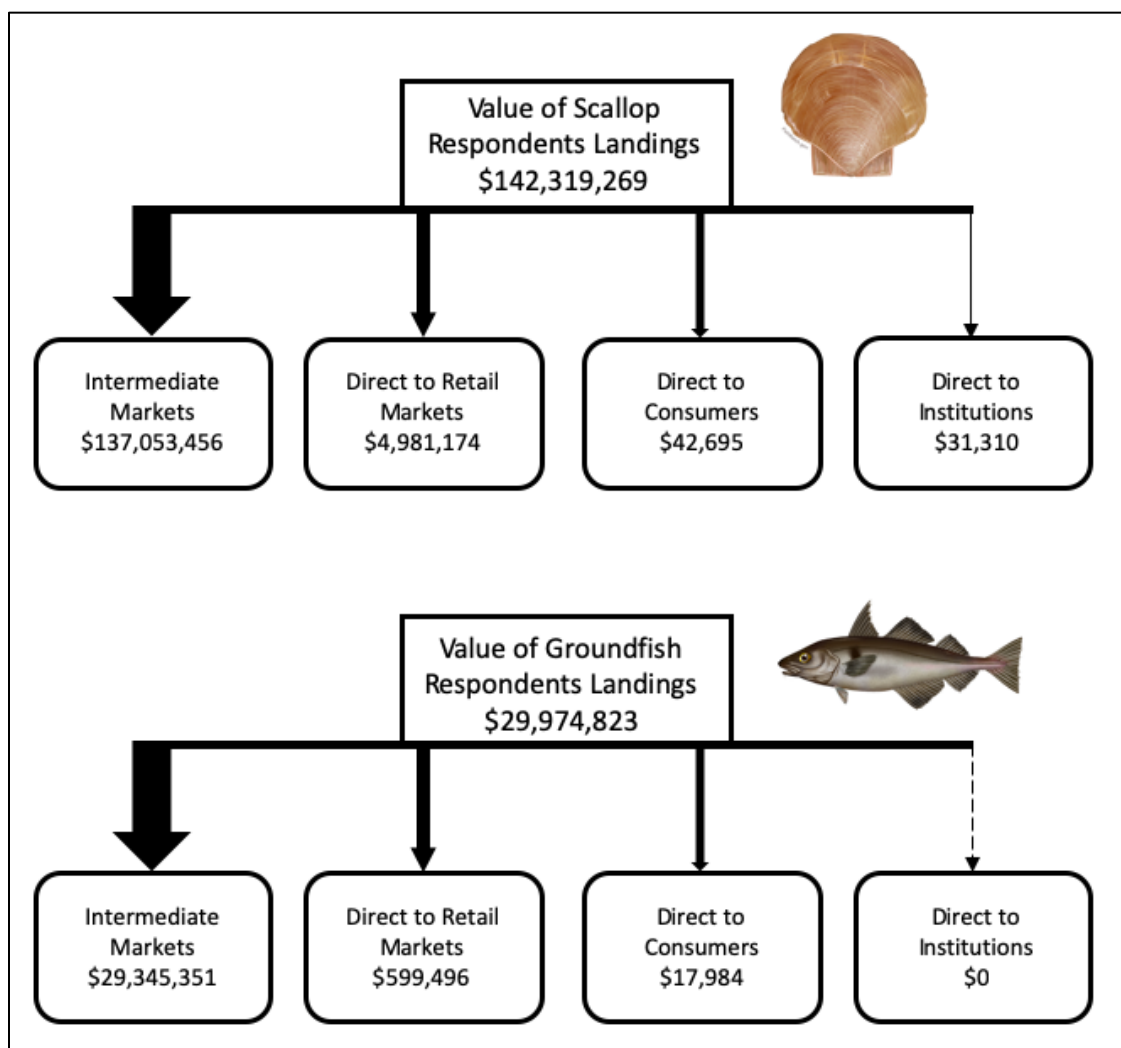 Value of Scallop
Respondents Landings
$142,319,269
Intermediate
Markets
$137,053,456
Direct to Retail
Markets
$4,981,174
Direct to
Consumers
$42,695
Direct to
Institutions
$31,310
Value of Groundfish
Respondents Landings
$29,974,823
Intermediate
Markets
$29,345,351
Direct to Retail
Markets
$599,496
Direct to
Consumers
$17,984
Direct to
Institutions
$0